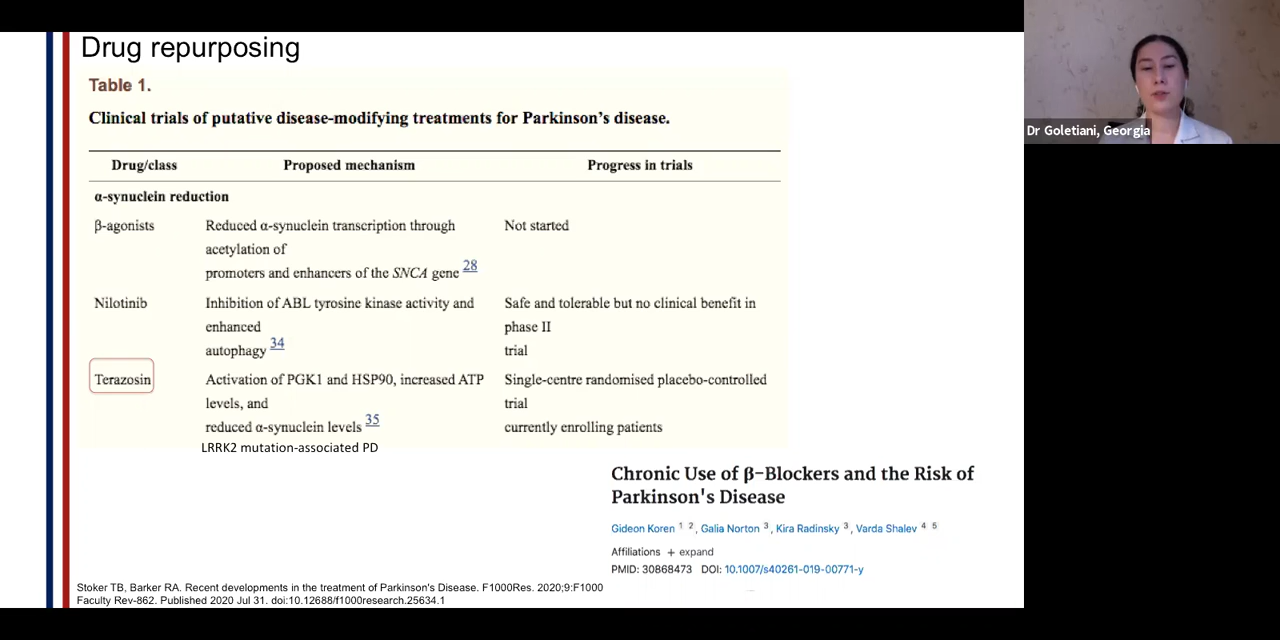 Drug repurposing
Table 1.
Clinical trials of putative disease-modifying treatments for Parkinson's disease.
Drug/class Proposed mechanism Progress in trials
α-synuclein reduction
β-agonists Reduced α-synuclein transcription through Not started
acetylation of
promoters and enhancers of the SNCA gene 28
Nilotinib Inhibition of ABL tyrosine kinase activity and Safe and tolerable but no clinical benefit in
enhanced phase II
autophagy 34 trial
Terazosin Activation of PGK1 and HSP90, increased ATP Single-centre randomised placebo-controlled
levels, and trial
reduced α-synuclein levels 35 currently enrolling patients
LRRK2 mutation-associated PD
Chronic Use of β-Blockers and the Risk of
Parkinson's Disease
Gideon Koren 1 2, Galia Norton 3, Kira Radinsky 3, Varda Shalev 4 5
Affiliations + expand
PMID: 30868473 DOI: 10.1007/s40261-019-00771-y
Stoker TB, Barker RA. Recent developments in the treatment of Parkinson's Disease. F1000Res. 2020;9:F1000
Faculty Rev-862. Published 2020 Jul 31. doi:10.12688/f1000research.25634.1
Dr Goletiani, Georgia